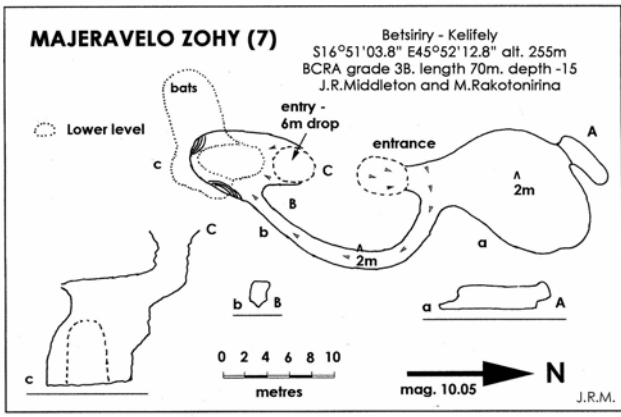 MAJERAVELO ZOHY (7)
Betsiriry - Kelifely
S16°51'03.8" E45°52'12.8" alt. 255m
BCRA grade 3B. length 70m. depth -15
J.R.Middleton and M.Rakotonirina
bats
entry -
6m drop
Lower level
entrance
A
c
C
2m
B
b
a
2m
C
b B
a A
c
0 2 4 6 8 10
metres
N
mag. 10.05
J.R.M.